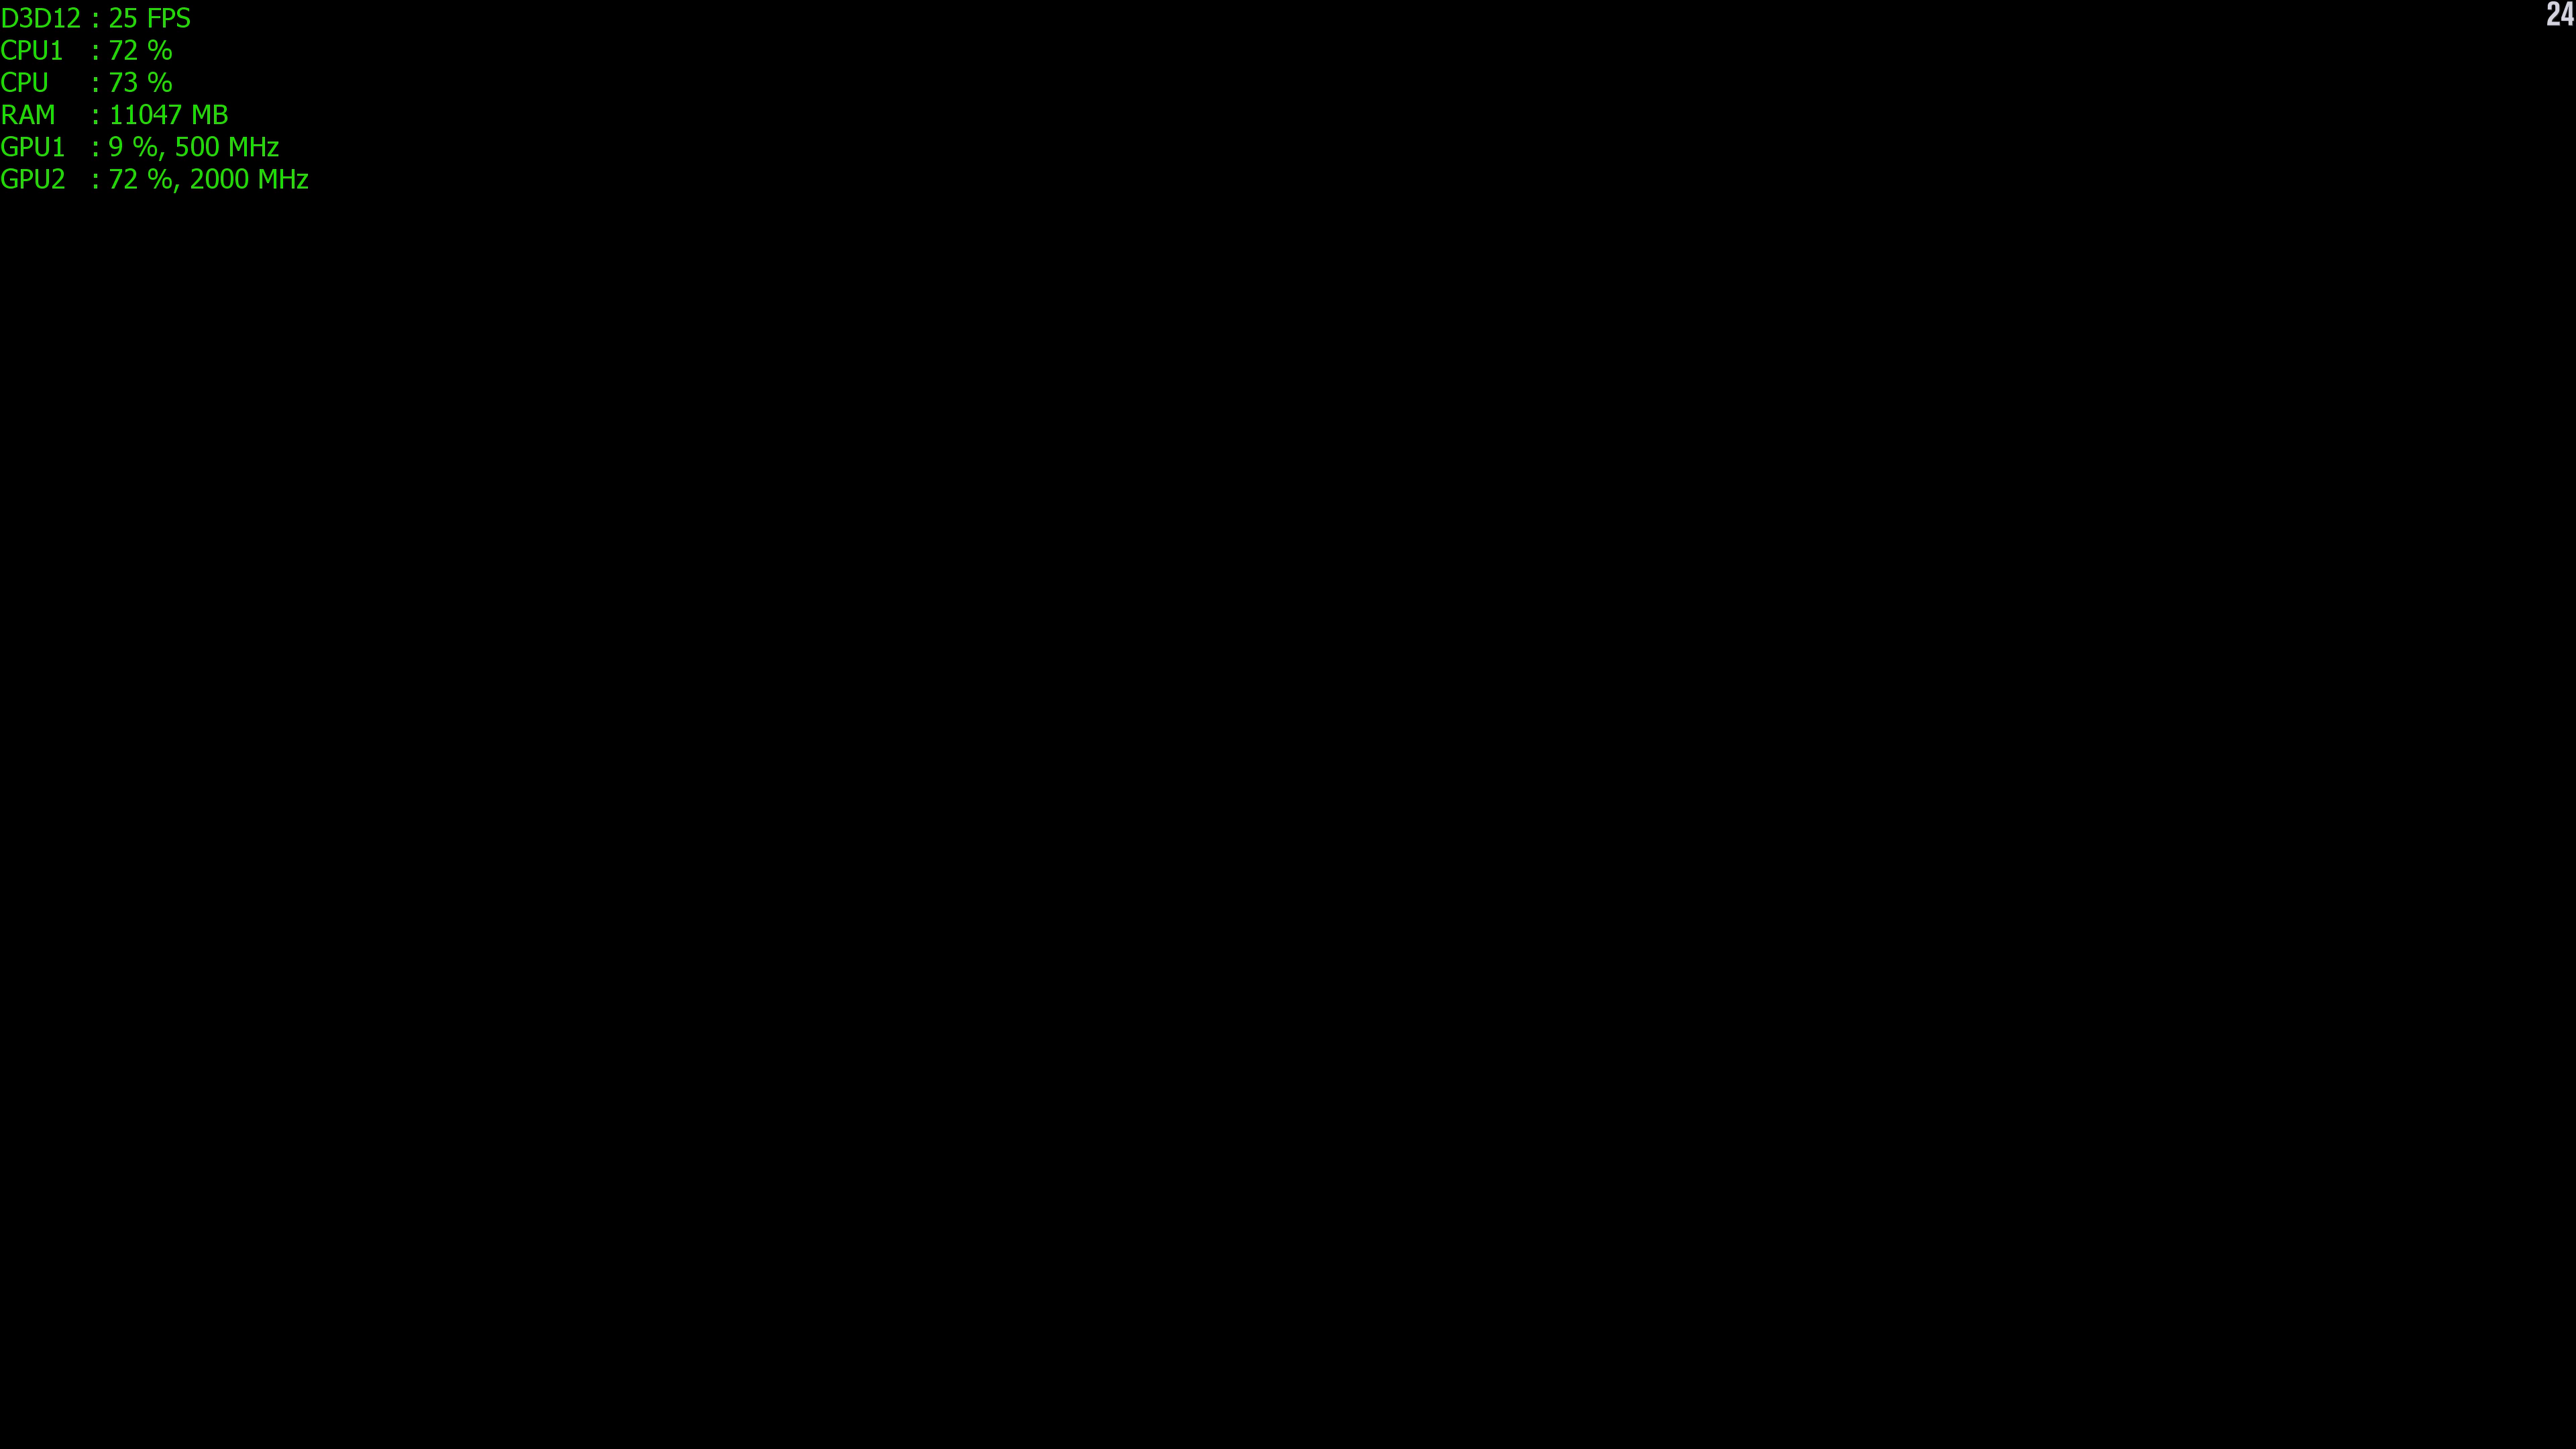 D3D12 : 25 FPS
24
CPU1 : 72 %
CPU : 73 %
RAM : 11047 MB
GPU1 : 9 %, 500 MHz
GPU2 : 72 %, 2000 MHz